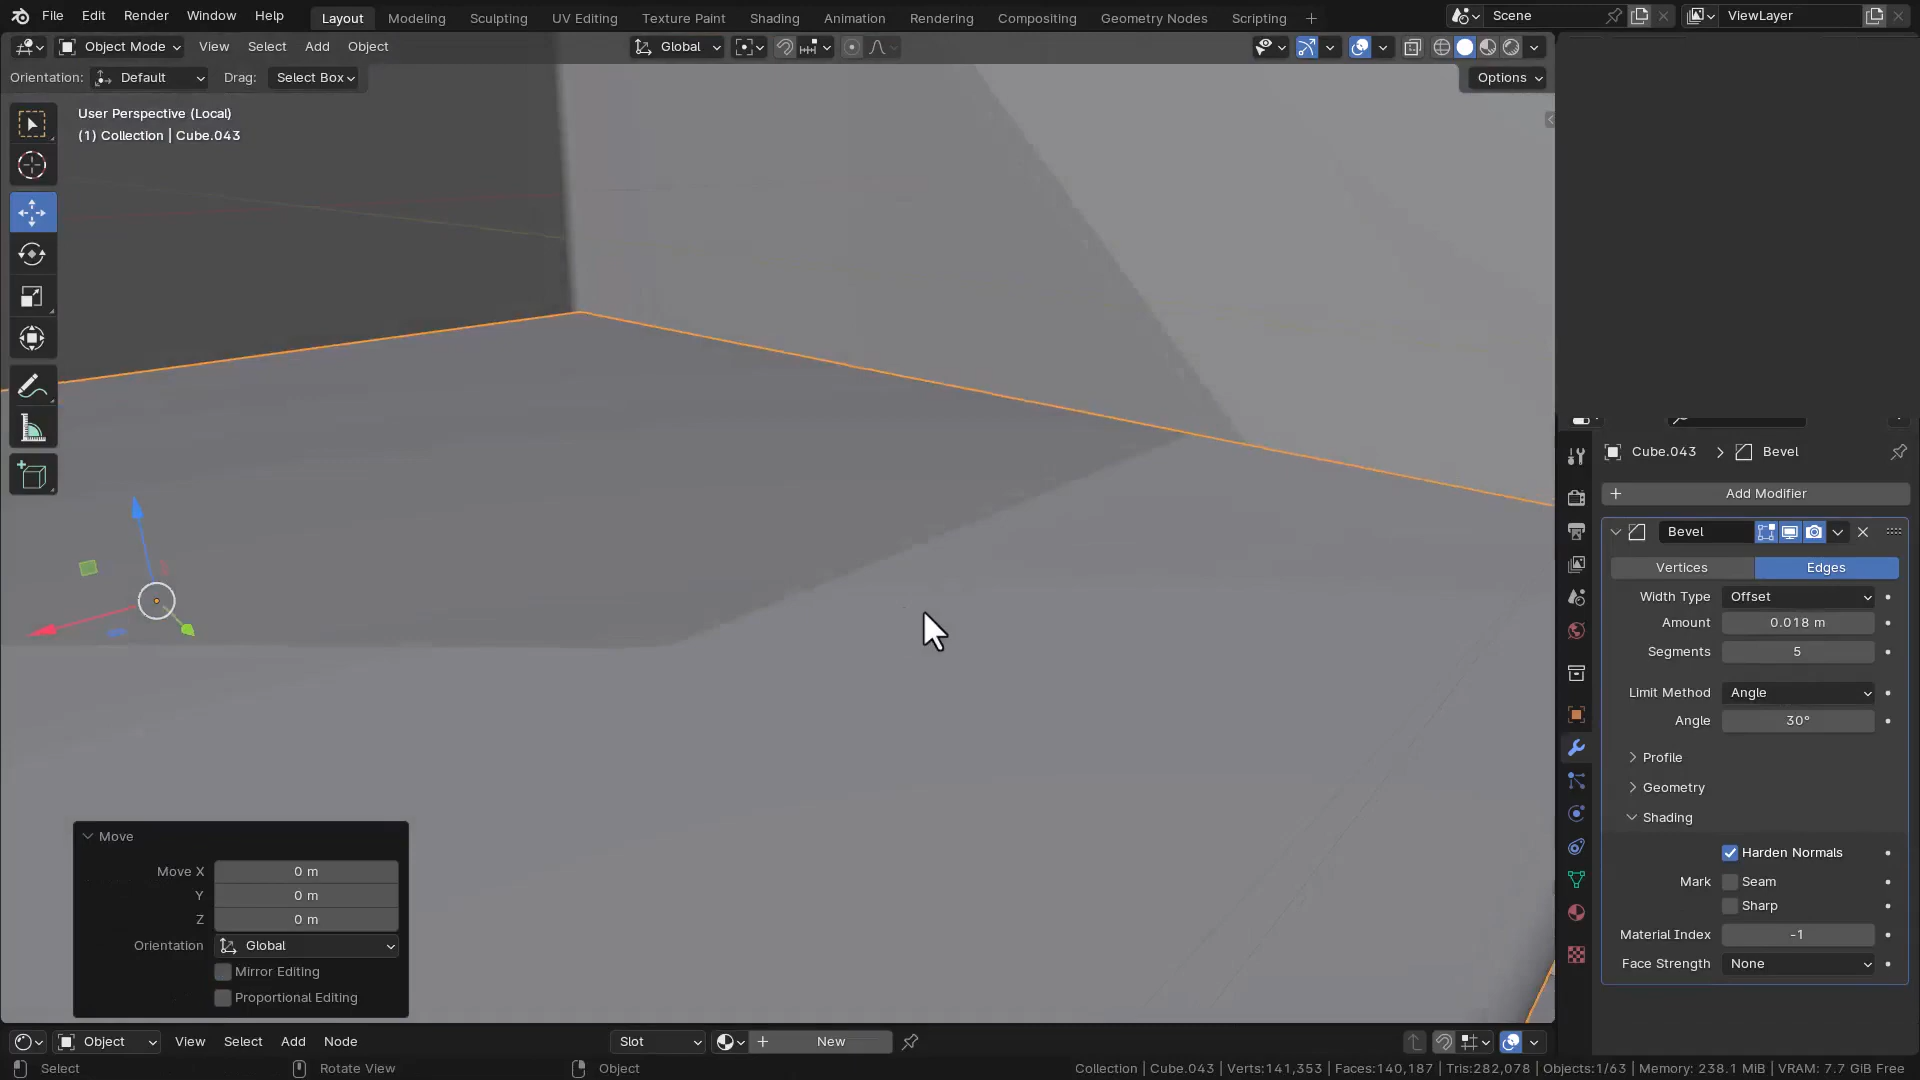 File Edit Render Window Help
Layout Modeling Sculpting UV Editing Texture Paint Shading Animation Rendering Compositing Geometry Nodes Scripting +
Scene
ViewLayer
Object Mode View Select Add Object
Global
Orientation: Default Drag: Select Box
Options
User Perspective (Local)
(1) Collection | Cube.043
Cube.043 > Bevel
+ Add Modifier
Bevel
Vertices Edges
Width Type Offset
Amount 0.018 m
Segments 5
Limit Method Angle
Angle 30°
Profile
Geometry
Shading
Harden Normals
Mark Seam
Sharp
Material Index -1
Face Strength None
Move
Move X 0 m
Y 0 m
Z 0 m
Orientation Global
Mirror Editing
Proportional Editing
Object View Select Add Node
Slot
+ New
Select Rotate View Object
Collection | Cube.043 | Verts:141,353 | Faces:140,187 | Tris:282,078 | Objects:1/63 | Memory: 238.1 MiB | VRAM: 7.7 GiB Free